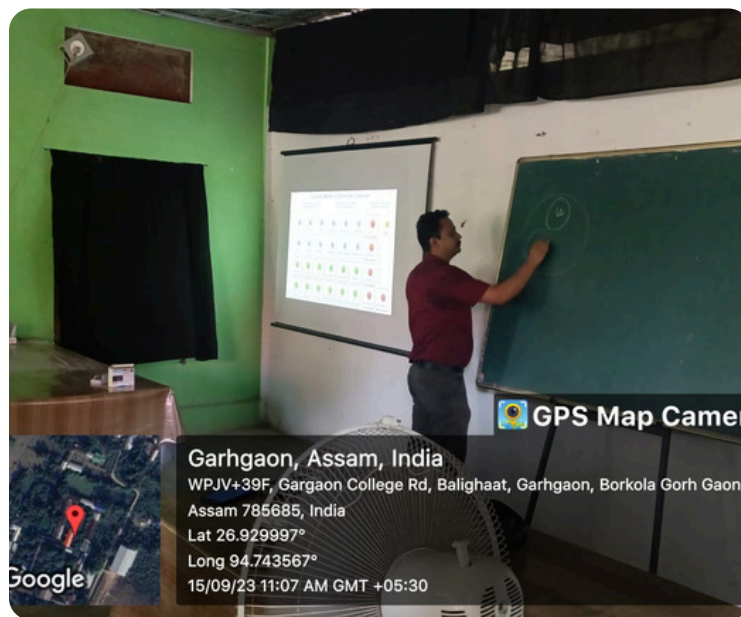 u
GPS Map Camer
Garhgaon, Assam, India
WPJV+39F, Gargaon College Rd, Balighaat, Garhgaon, Borkola Gorh Gaon
Assam 785685, India
Lat 26.929997°
Long 94.743567°
15/09/23 11:07 AM GMT +05:30
Google